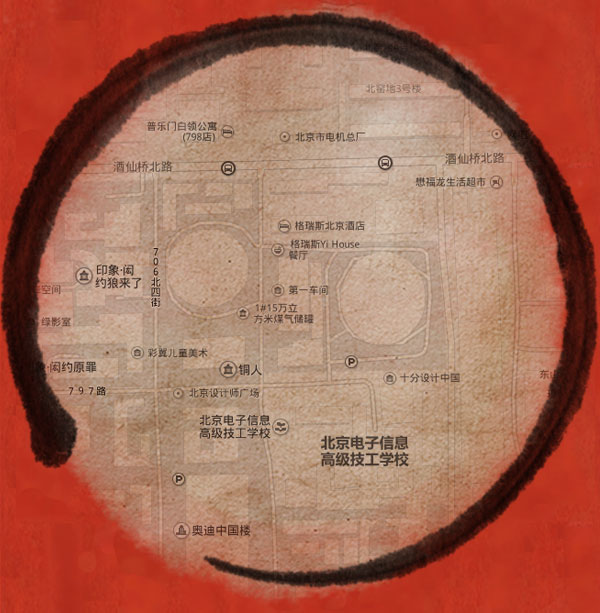 北窑地3号楼
普乐门白领公寓
(798店)
北京市电机总厂
酒仙桥北路
酒仙桥北路
懋福龙生活超市
格瑞斯北京酒店
格瑞斯Yi House
餐厅
印象·闳
约狼来了
706北四街
空间
第一车间
1#15万立
方米煤气储罐
绿影室
彩翼儿童美术
闳约原罪
铜人
P
十分设计中国
东山
797路
北京设计师广场
北京电子信息
高级技工学校
北京电子信息
高级技工学校
P
奥迪中国楼